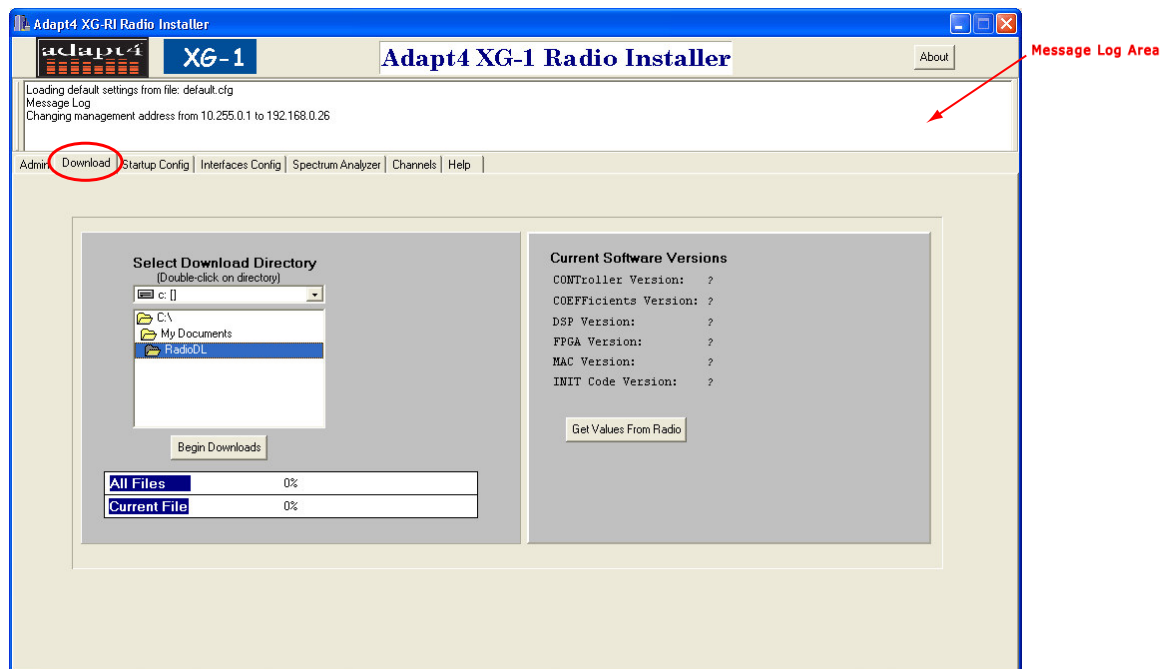 Adapt4 XG-RI Radio Installer
adapt4
XG-1
Adapt4 XG-1 Radio Installer
About
Message Log Area
Loading default settings from file: default.cfg
Message Log
Changing management address from 10.255.0.1 to 192.168.0.26
Admin
Download
Startup Config
Interfaces Config
Spectrum Analyzer
Channels
Help
Select Download Directory
(Double-click on directory)
c: []
C:\
My Documents
RadioDL
Begin Downloads
All Files 0%
Current File 0%
Current Software Versions
CONTroller Version: ?
COEFFicients Version: ?
DSP Version: ?
FPGA Version: ?
MAC Version: ?
INIT Code Version: ?
Get Values From Radio